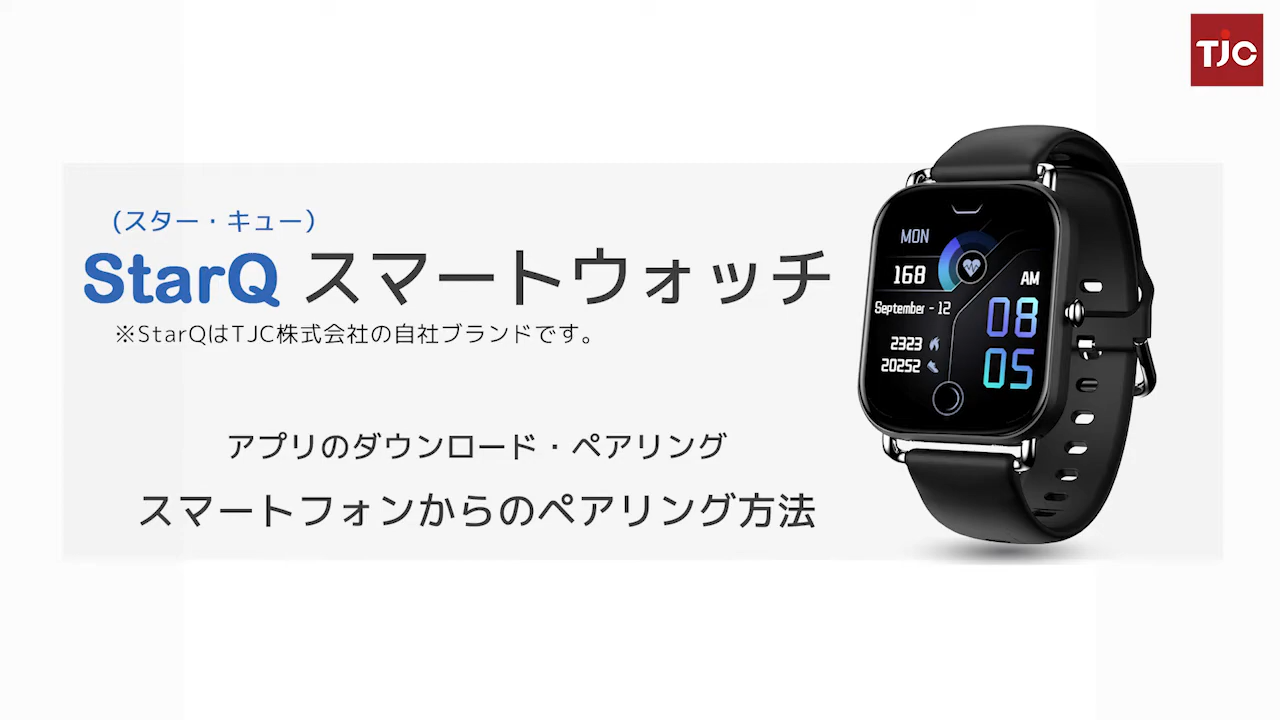 TJC
(スター・キュー)
StarQ スマートウォッチ
※StarQはTJC株式会社の自社ブランドです。
アプリのダウンロード・ペアリング
スマートフォンからのペアリング方法
MON
168
AM
September - 12
08
2323
20252
05